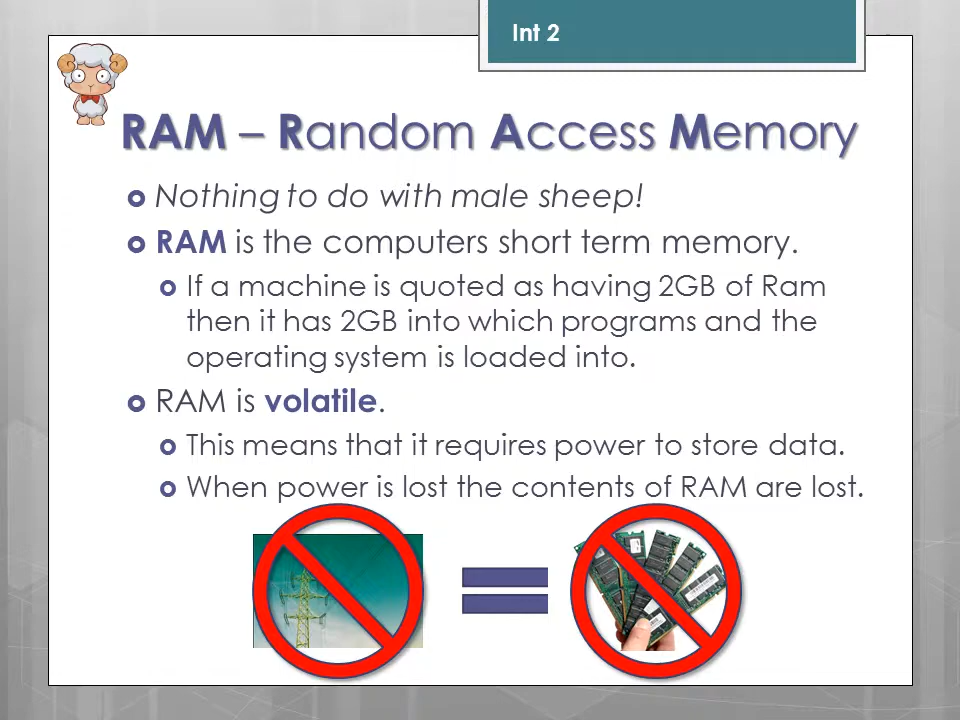 Int 2
RAM – Random Access Memory
Nothing to do with male sheep!
RAM is the computers short term memory.
If a machine is quoted as having 2GB of Ram
then it has 2GB into which programs and the
operating system is loaded into.
RAM is volatile.
This means that it requires power to store data.
When power is lost the contents of RAM are lost.